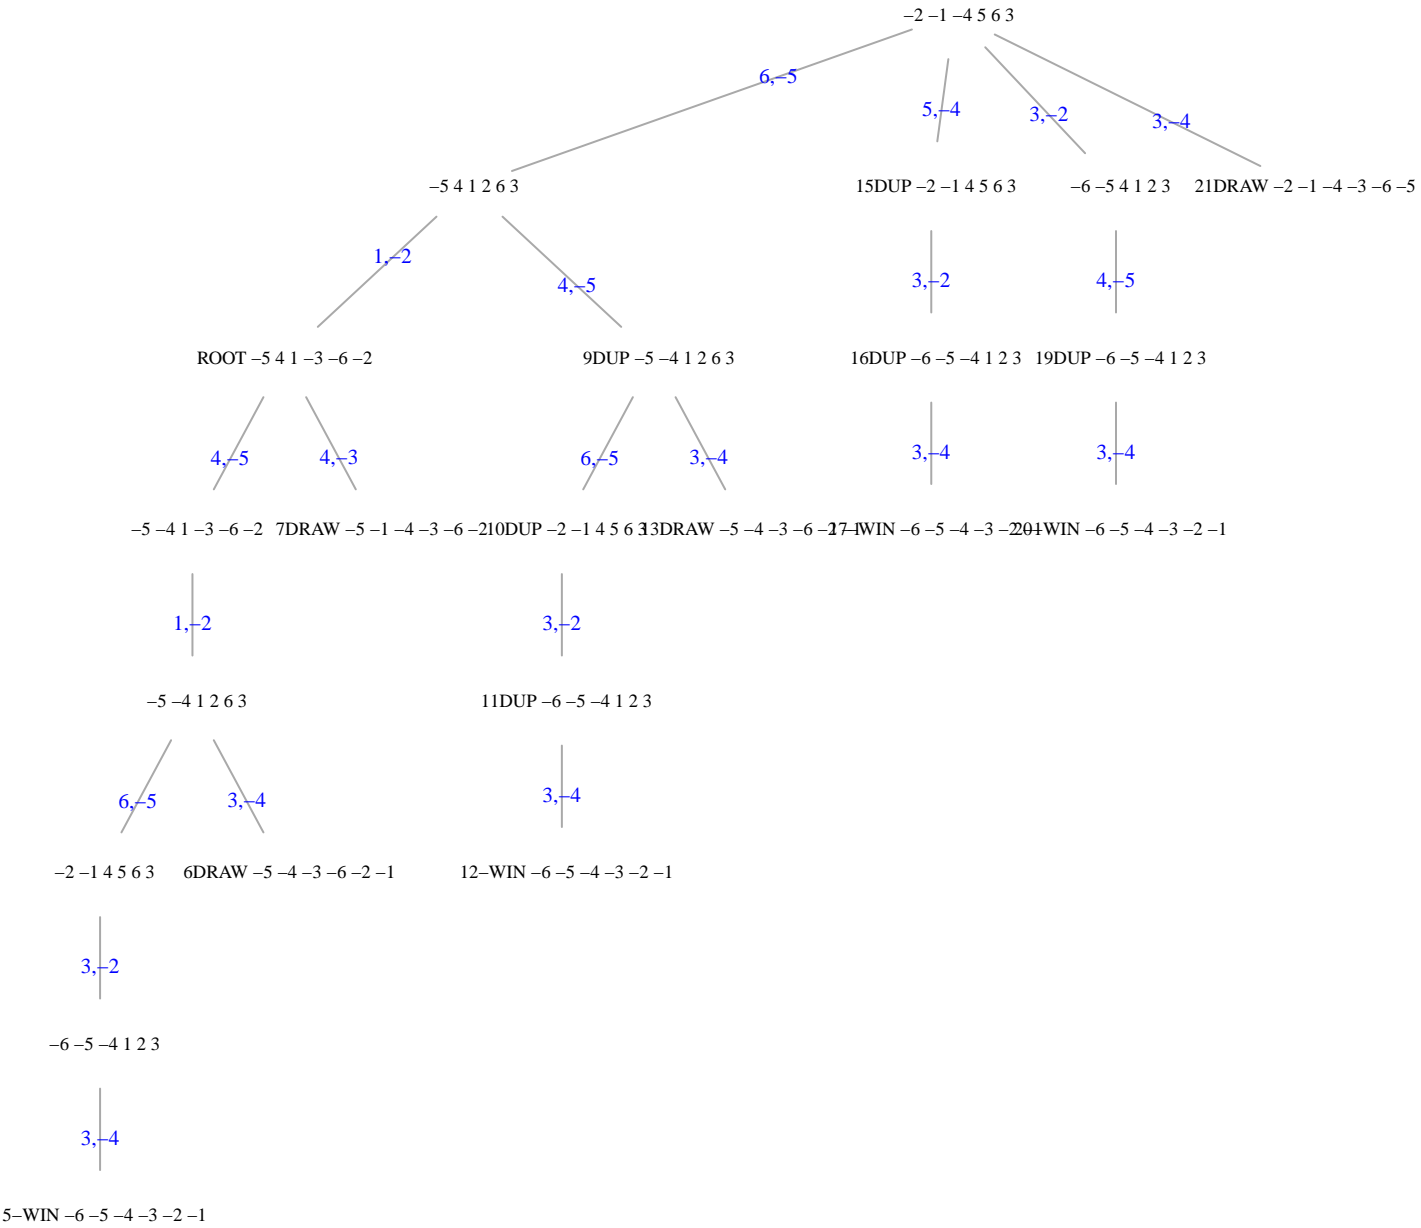 –2 –1 –4 5 6 3
6,–5
5,–4
3,–2
3,–4
–5 4 1 2 6 3
15DUP –2 –1 4 5 6 3
–6 –5 4 1 2 3
21DRAW –2 –1 –4 –3 –6 –5
1,–2
4,–5
3,–2
4,–5
ROOT –5 4 1 –3 –6 –2
9DUP –5 –4 1 2 6 3
16DUP –6 –5 –4 1 2 3
19DUP –6 –5 –4 1 2 3
4,–5
4,–3
6,–5
3,–4
3,–4
3,–4
–5 –4 1 –3 –6 –2
7DRAW –5 –1 –4 –3 –6 –2
10DUP –2 –1 4 5 6 3
13DRAW –5 –4 –3 –6 –2 –1
17–WIN –6 –5 –4 –3 –2 –1
20–WIN –6 –5 –4 –3 –2 –1
1,–2
3,–2
–5 –4 1 2 6 3
11DUP –6 –5 –4 1 2 3
6,–5
3,–4
3,–4
–2 –1 4 5 6 3
6DRAW –5 –4 –3 –6 –2 –1
12–WIN –6 –5 –4 –3 –2 –1
3,–2
–6 –5 –4 1 2 3
3,–4
5–WIN –6 –5 –4 –3 –2 –1